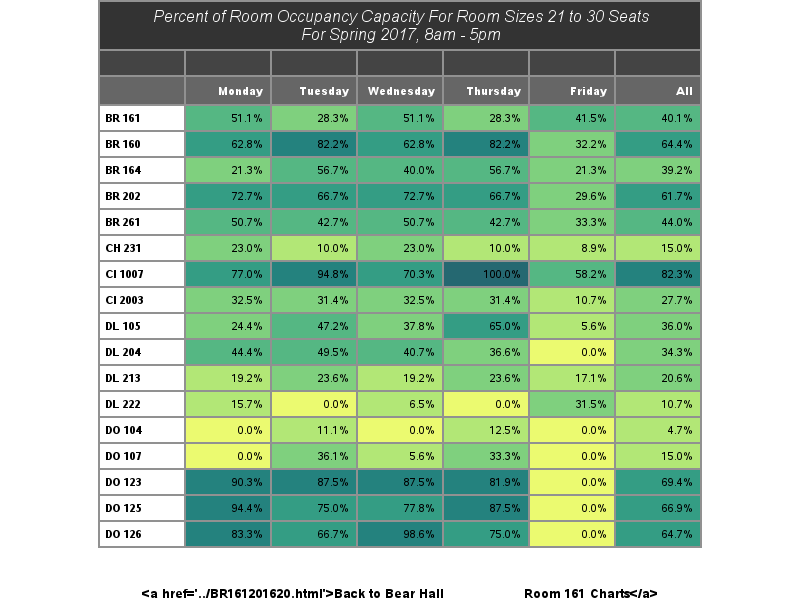 Percent of Room Occupancy Capacity For Room Sizes 21 to 30 Seats
For Spring 2017, 8am - 5pm
Monday Tuesday Wednesday Thursday Friday All
BR 161 51.1% 28.3% 51.1% 28.3% 41.5% 40.1%
BR 160 62.8% 82.2% 62.8% 82.2% 32.2% 64.4%
BR 164 21.3% 56.7% 40.0% 56.7% 21.3% 39.2%
BR 202 72.7% 66.7% 72.7% 66.7% 29.6% 61.7%
BR 261 50.7% 42.7% 50.7% 42.7% 33.3% 44.0%
CH 231 23.0% 10.0% 23.0% 10.0% 8.9% 15.0%
CI 1007 77.0% 94.8% 70.3% 100.0% 58.2% 82.3%
CI 2003 32.5% 31.4% 32.5% 31.4% 10.7% 27.7%
DL 105 24.4% 47.2% 37.8% 65.0% 5.6% 36.0%
DL 204 44.4% 49.5% 40.7% 36.6% 0.0% 34.3%
DL 213 19.2% 23.6% 19.2% 23.6% 17.1% 20.6%
DL 222 15.7% 0.0% 6.5% 0.0% 31.5% 10.7%
DO 104 0.0% 11.1% 0.0% 12.5% 0.0% 4.7%
DO 107 0.0% 36.1% 5.6% 33.3% 0.0% 15.0%
DO 123 90.3% 87.5% 87.5% 81.9% 0.0% 69.4%
DO 125 94.4% 75.0% 77.8% 87.5% 0.0% 66.9%
DO 126 83.3% 66.7% 98.6% 75.0% 0.0% 64.7%
<a href='../BR161201620.html'>Back to Bear Hall Room 161 Charts</a>